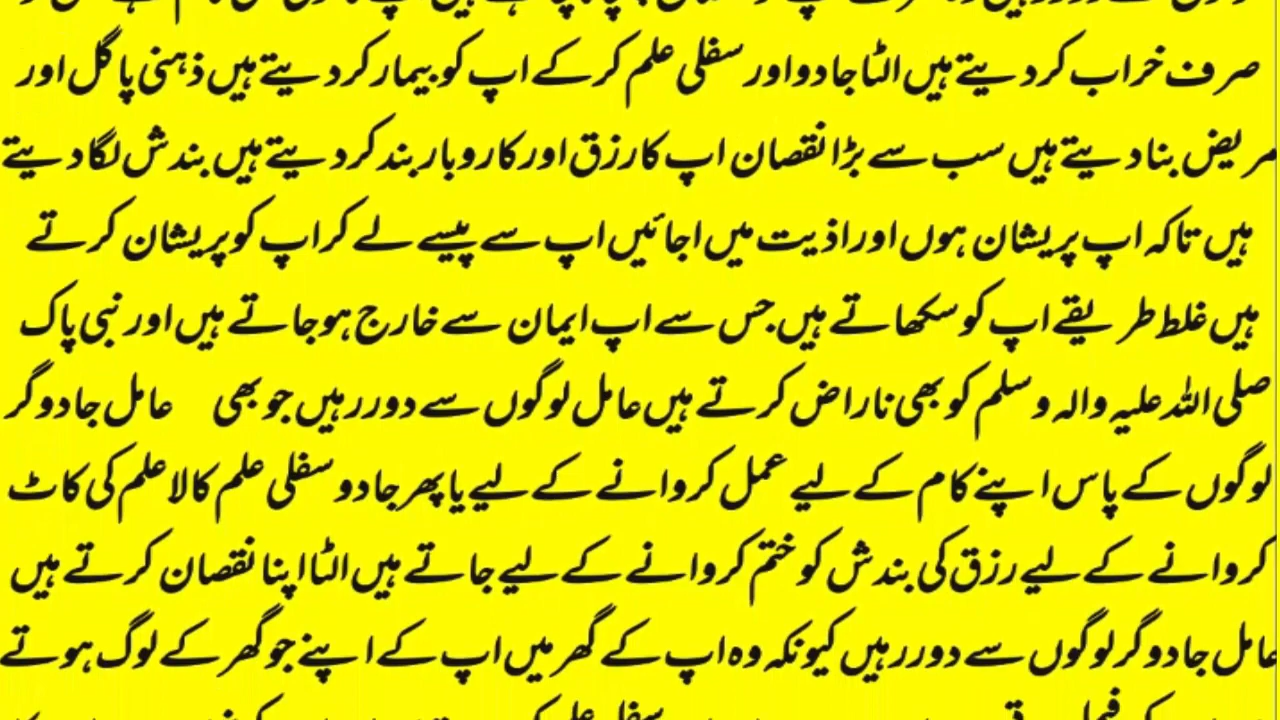 صرف خراب کر دیتے ہیں الٹا جادو اور سفلی علم کر کے اپ کو بیمار کر دیتے ہیں ذہنی پاگل اور
مریض بنا دیتے ہیں سب سے بڑا نقصان اپ کا رزق اور کاروبار بند کر دیتے ہیں بندش لگا دیتے
ہیں تاکہ اپ پریشان ہوں اور اذیت میں اجائیں اپ سے پیسے لے کر اپ کو پریشان کرتے
ہیں غلط طریقے اپ کو سکھاتے ہیں جس سے اپ ایمان سے خارج ہو جاتے ہیں اور نبی پاک
صلی اللہ علیہ والہ وسلم کو بھی ناراض کرتے ہیں عامل لوگوں سے دور رہیں جو بھی عامل جادوگر
لوگوں کے پاس اپنے کام کے لیے عمل کروانے کے لیے یا پھر جادو سفلی علم کالا علم کی کاٹ
کروانے کے لیے رزق کی بندش کو ختم کروانے کے لیے جاتے ہیں الٹا اپنا نقصان کرتے ہیں
عامل جادوگر لوگوں سے دور رہیں کیونکہ وہ اپ کے گھر میں اپ کے اپنے جو گھر کے لوگ ہوتے